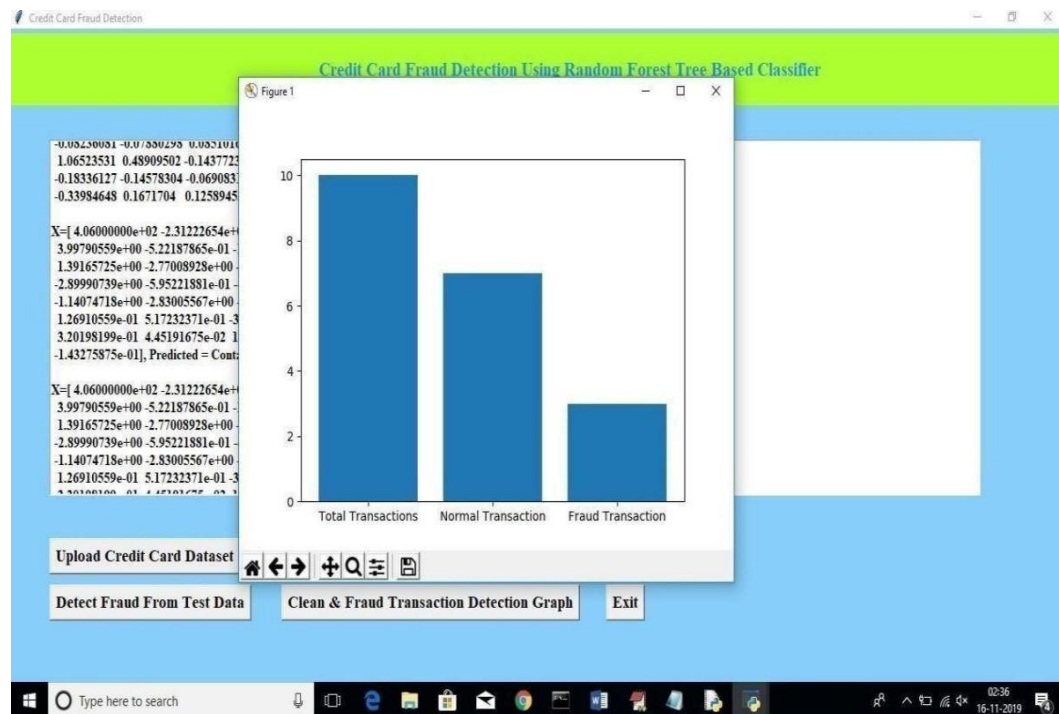 Credit Card Fraud Detection
Credit Card Fraud Detection Using Random Forest Tree Based Classifier
Figure 1
-0.08236081 -0.07880298 0.0851016
1.06523531 0.48909502 -0.1437723
-0.18336127 -0.14578304 -0.069083
-0.33984648 0.1671704 0.1258945
X=[ 4.06000000e+02 -2.31222654e+
3.99790559e+00 -5.22187865e-01 -
1.39165725e+00 -2.77008928e+00 -
-2.89990739e+00 -5.95221881e-01 -
-1.14074718e+00 -2.83005567e+00 -
1.26910559e-01 5.17232371e-01 -3
3.20198199e-01 4.45191675e-02 1
-1.43275875e-01], Predicted = Conta
X=[ 4.06000000e+02 -2.31222654e+
3.99790559e+00 -5.22187865e-01 -
1.39165725e+00 -2.77008928e+00 -
-2.89990739e+00 -5.95221881e-01 -
-1.14074718e+00 -2.83005567e+00 -
1.26910559e-01 5.17232371e-01 -3
10
8
6
4
2
0
Total Transactions Normal Transaction Fraud Transaction
Upload Credit Card Dataset
Detect Fraud From Test Data Clean & Fraud Transaction Detection Graph Exit
Type here to search
02:36
16-11-2019
4